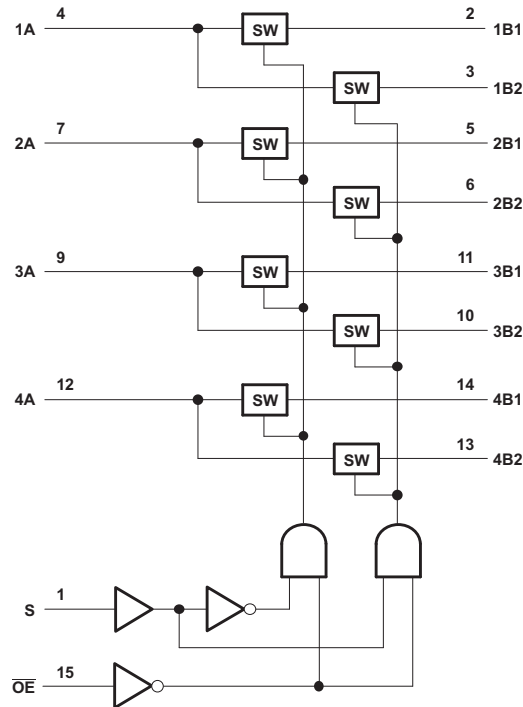 1A 4 SW 2 1B1
SW 3 1B2
2A 7 SW 5 2B1
SW 6 2B2
3A 9 SW 11 3B1
SW 10 3B2
4A 12 SW 14 4B1
SW 13 4B2
S 1
OE 15